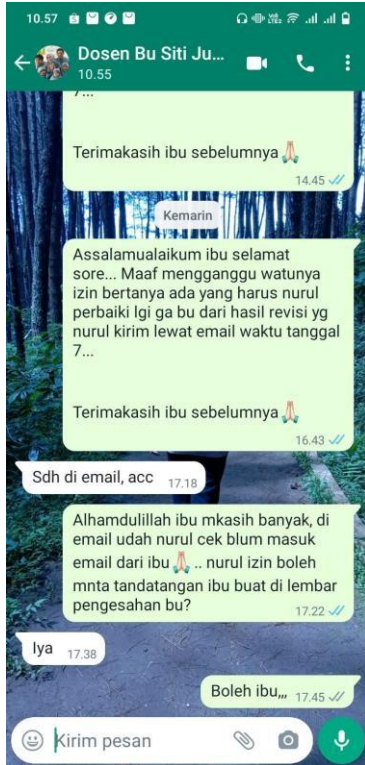 10.57
Dosen Bu Siti Ju...
10.55
7...
Terimakasih ibu sebelumnya🙏🏻
14.45
Kemarin
Assalamualaikum ibu selamat
sore... Maaf mengganggu watunya
izin bertanya ada yang harus nurul
perbaiki lgi ga bu dari hasil revisi yg
nurul kirim lewat email waktu tanggal
7...
Terimakasih ibu sebelumnya🙏🏻
16.43
Sdh di email, acc
17.18
Alhamdulillah ibu mkasih banyak, di
email udah nurul cek blum masuk
email dari ibu🙏🏻 .. nurul izin boleh
mnta tandatangan ibu buat di lembar
pengesahan bu?
17.22
Iya
17.38
Boleh ibu,,,
17.45
Kirim pesan